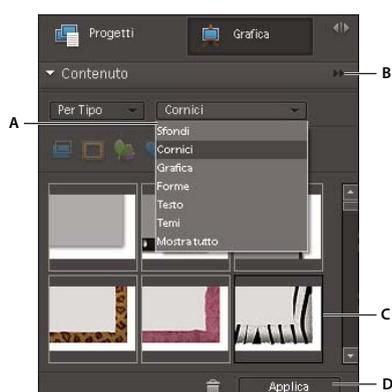 Progetti
Grafica
Contenuto
B
Per Tipo
Cornici
A
Sfondi
Cornici
Grafica
Forme
Testo
Temi
Mostra tutto
C
Applica
D